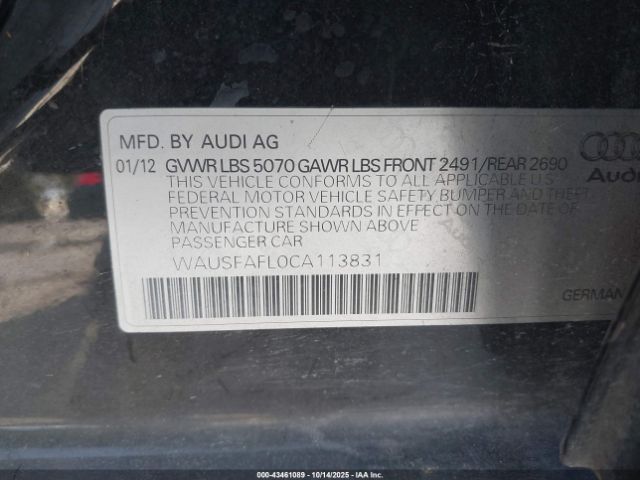 MFD. BY AUDI AG
01/12 GVWR LBS 5070 GAWR LBS FRONT 2491/REAR 2690
THIS VEHICLE CONFORMS TO ALL APPLICABLE U S
FEDERAL MOTOR VEHICLE SAFETY BUMPER AND THEFT
PREVENTION STANDARDS IN EFFECT ON THE DATE OF
MANUFACTURE SHOWN ABOVE
PASSENGER CAR
WAUSFAFL0CA113831
Audi
GERMAN
000-43461089 | 10/14/2025 | IAA Inc.